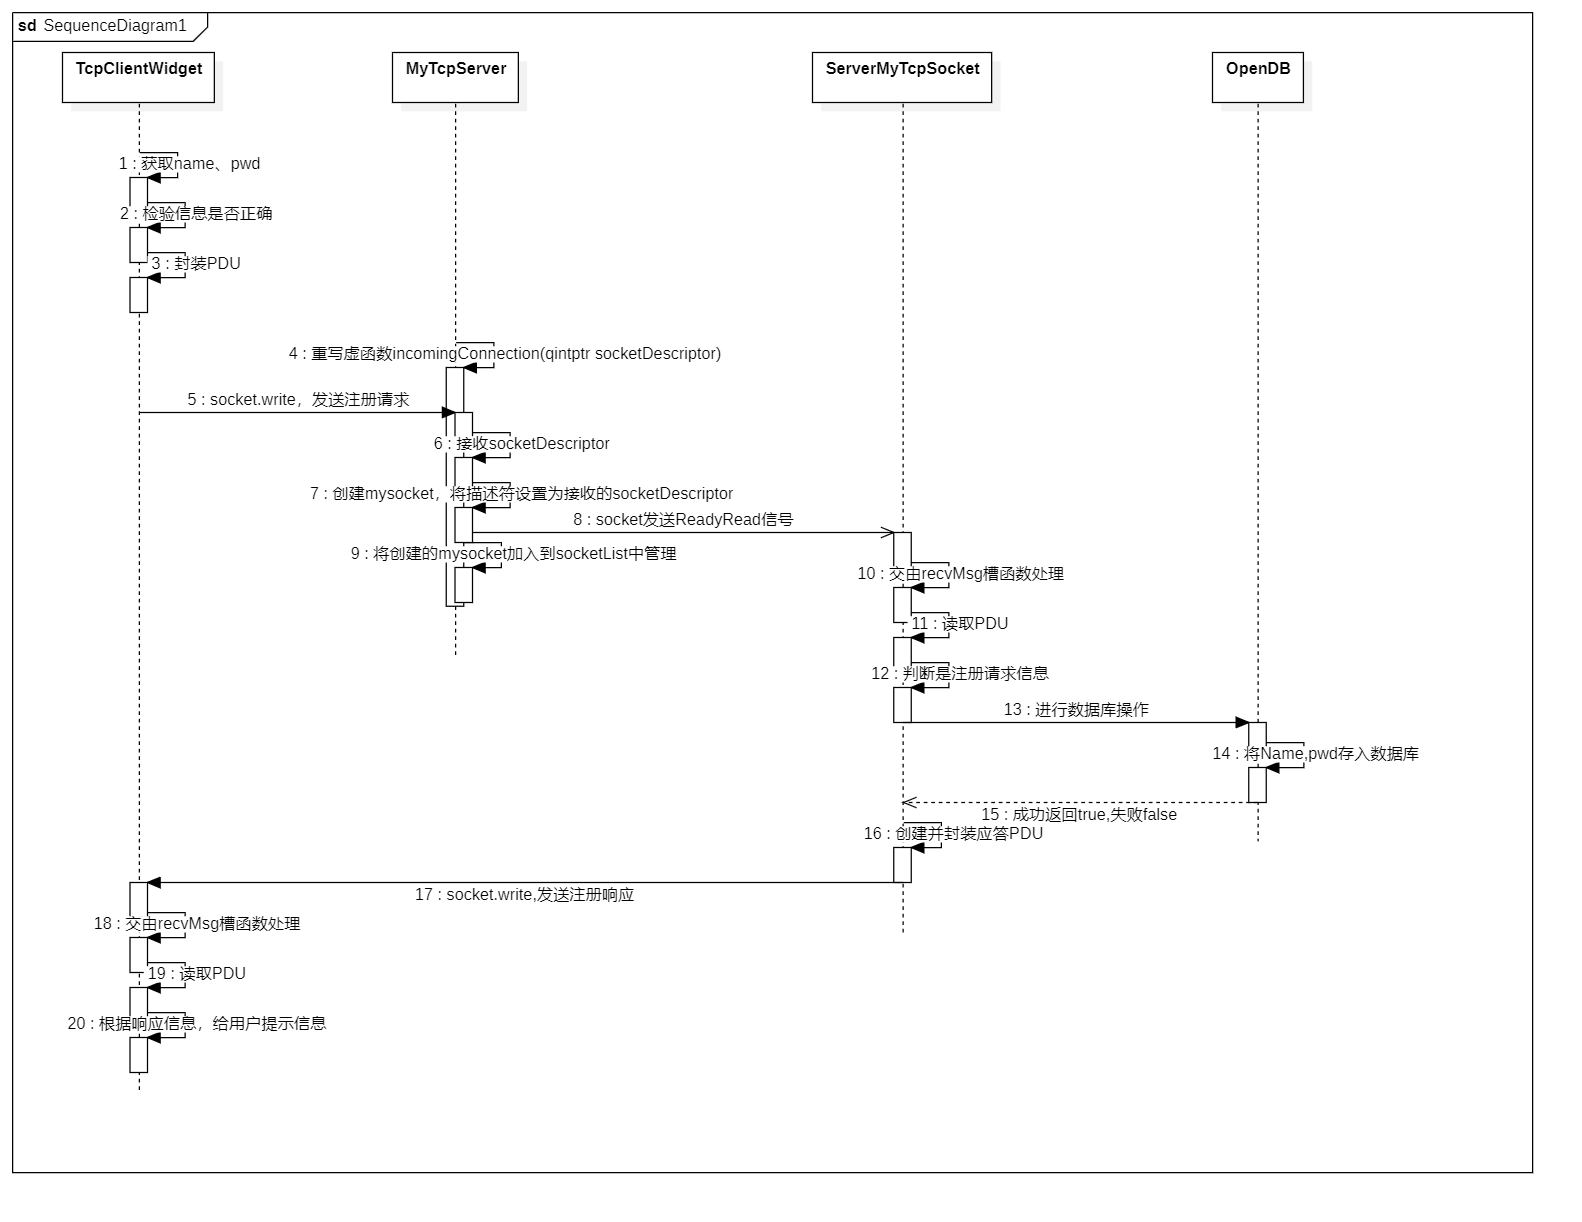 sd SequenceDiagram1
TcpClientWidget
MyTcpServer
ServerMyTcpSocket
OpenDB
1 : 获取name、pwd
2 : 检验信息是否正确
3 : 封装PDU
4 : 重写虚函数incomingConnection(qintptr socketDescriptor)
5 : socket.write，发送注册请求
6 : 接收socketDescriptor
7 : 创建mysocket，将描述符设置为接收的socketDescriptor
8 : socket发送ReadyRead信号
9 : 将创建的mysocket加入到socketList中管理
10 : 交由recvMsg槽函数处理
11 : 读取PDU
12 : 判断是注册请求信息
13 : 进行数据库操作
14 : 将Name,pwd存入数据库
15 : 成功返回true,失败false
16 : 创建并封装应答PDU
17 : socket.write,发送注册响应
18 : 交由recvMsg槽函数处理
19 : 读取PDU
20 : 根据响应信息，给用户提示信息